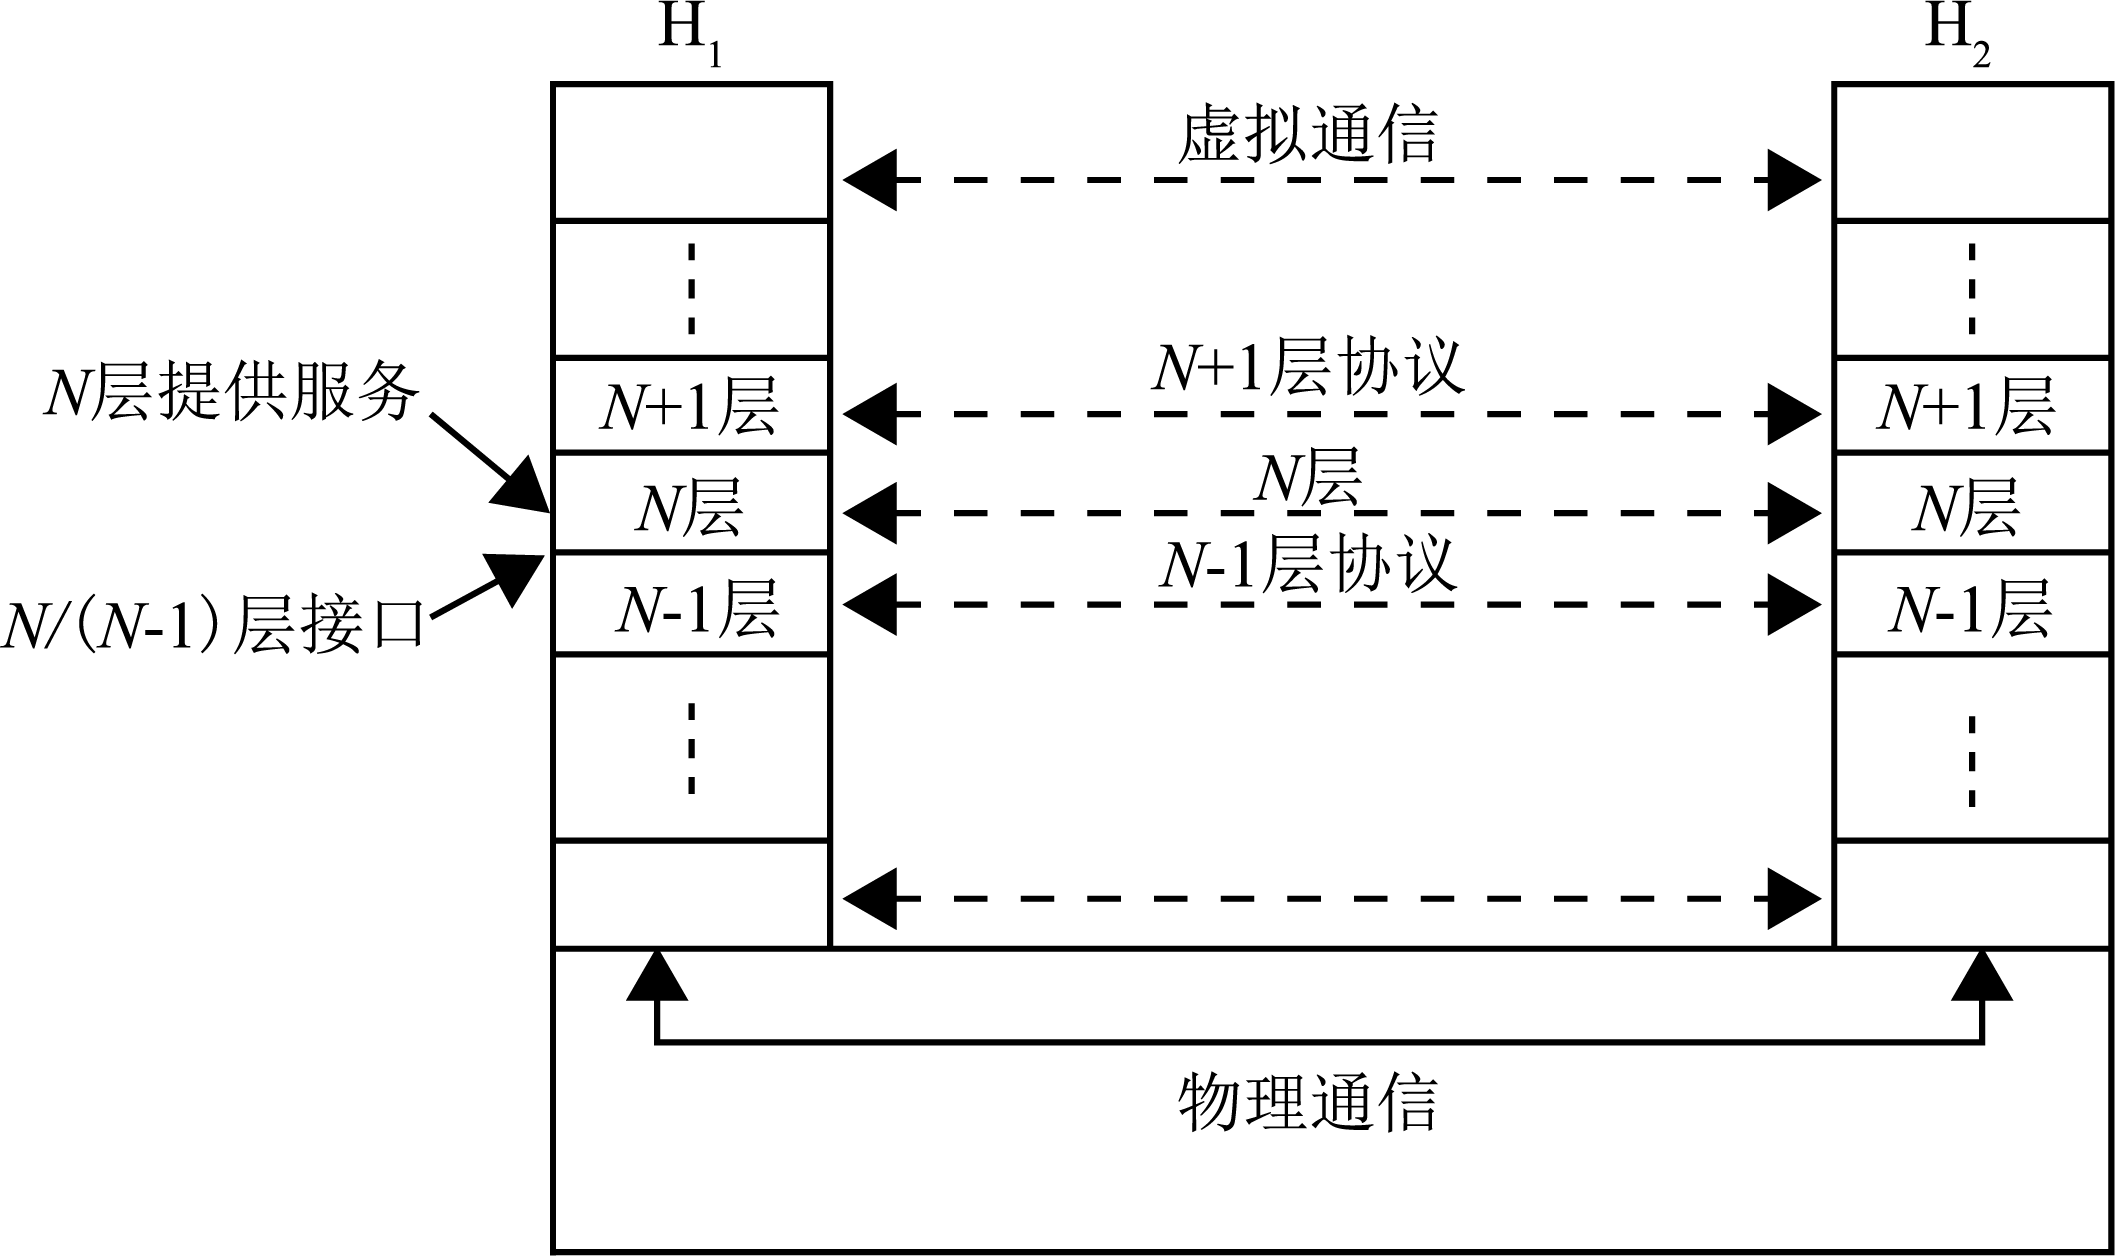 H1
H2
虚拟通信
N+1层协议
N层提供服务
N+1层
N+1层
N层
N层
N层
N-1层协议
N/(N-1)层接口
N-1层
N-1层
物理通信